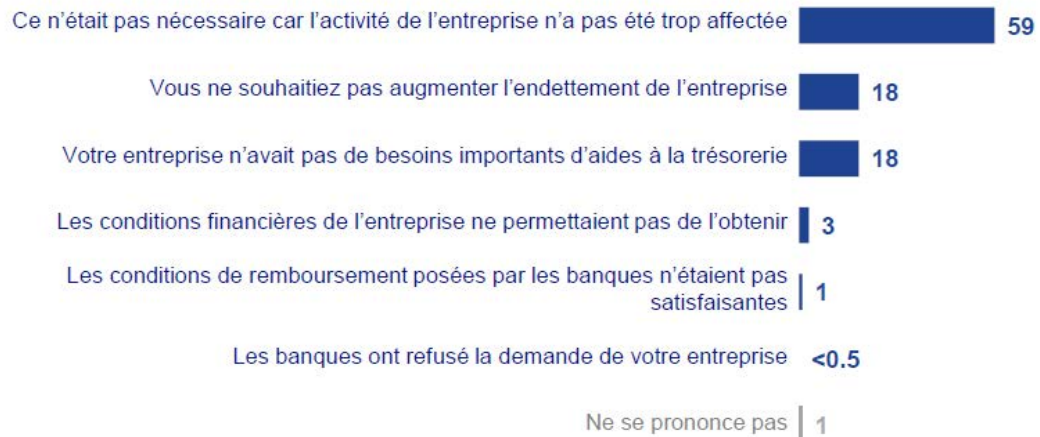 Ce n'était pas nécessaire car l'activité de l'entreprise n'a pas été trop affectée 59
Vous ne souhaitiez pas augmenter l'endettement de l'entreprise 18
Votre entreprise n'avait pas de besoins importants d'aides à la trésorerie 18
Les conditions financières de l'entreprise ne permettaient pas de l'obtenir 3
Les conditions de remboursement posées par les banques n'étaient pas
satisfaisantes 1
Les banques ont refusé la demande de votre entreprise <0.5
Ne se prononce pas 1